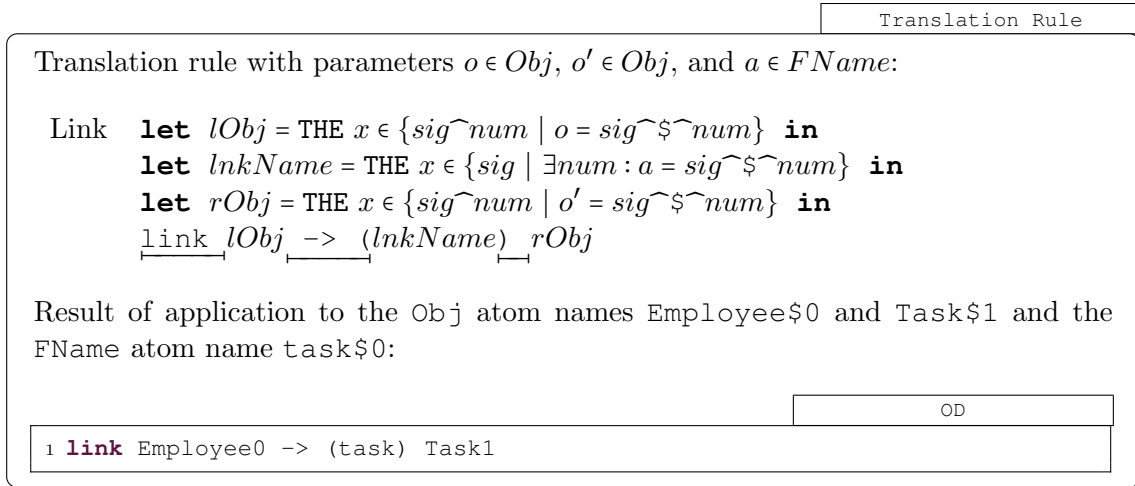 Translation Rule
Translation rule with parameters o ∈ Obj, o′ ∈ Obj, and a ∈ FName:
Link let lObj = THE x ∈ {sig⌢num | o = sig⌢$⌢num} in
let lnkName = THE x ∈ {sig | ∃num : a = sig⌢$⌢num} in
let rObj = THE x ∈ {sig⌢num | o′ = sig⌢$⌢num} in
link lObj -> (lnkName) rObj
Result of application to the Obj atom names Employee$0 and Task$1 and the
FName atom name task$0:
OD
1 link Employee0 -> (task) Task1